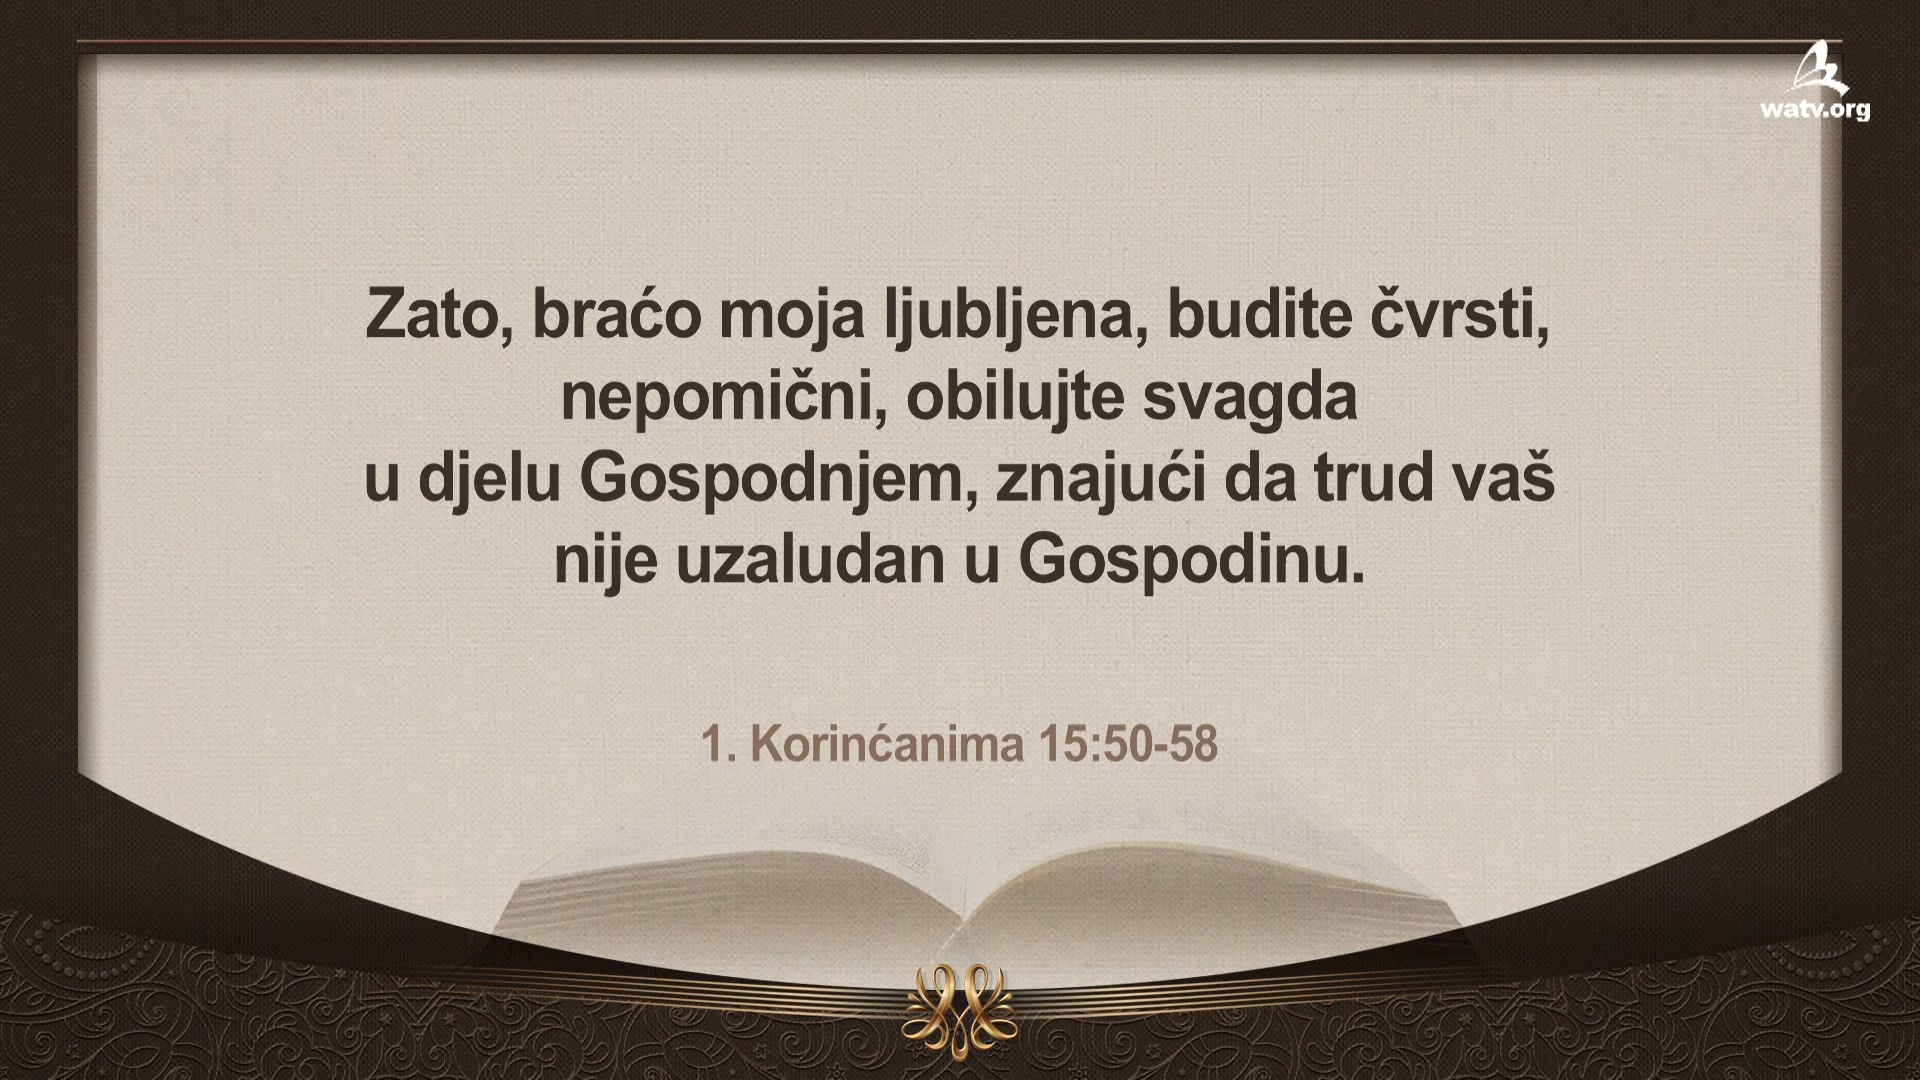 watv.org
Zato, braćo moja ljubljena, budite čvrsti,
nepomični, obilujte svagda
u djelu Gospodnjem, znajući da trud vaš
nije uzaludan u Gospodinu.
1. Korinćanima 15:50-58